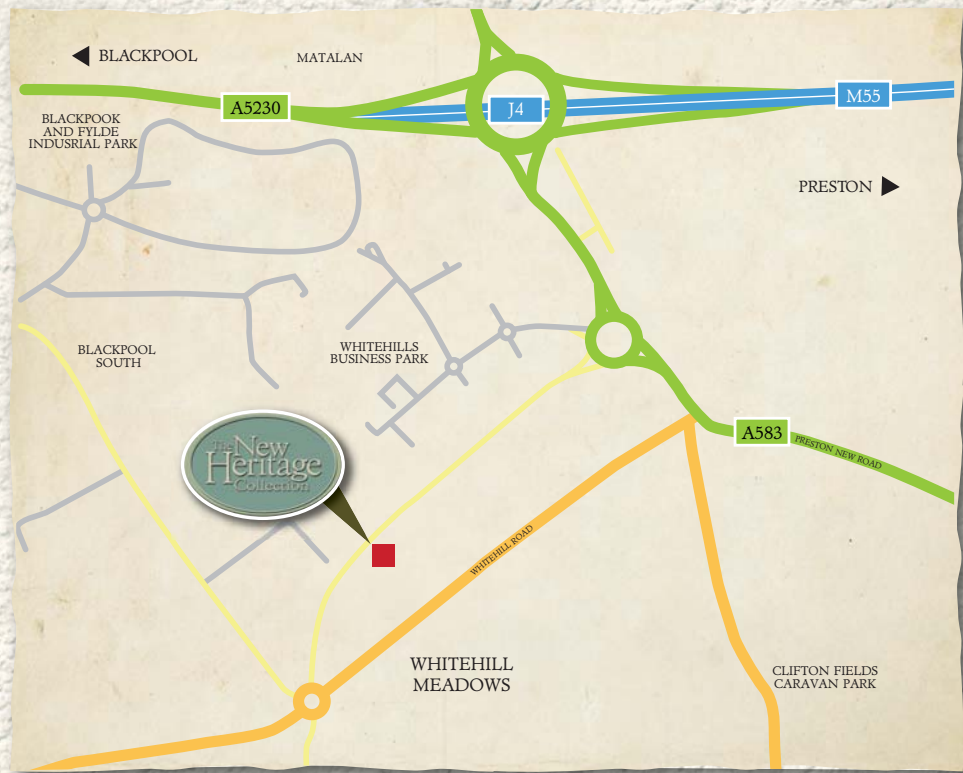 BLACKPOOL
MATALAN
A5230
J4
M55
BLACKPOOK
AND FYLDE
INDUSRIAL PARK
PRESTON
BLACKPOOL
SOUTH
WHITEHILLS
BUSINESS PARK
A583
PRESTON NEW ROAD
The New
Heritage
Collection
WHITEHILL ROAD
WHITEHILL
MEADOWS
CLIFTON FIELDS
CARAVAN PARK